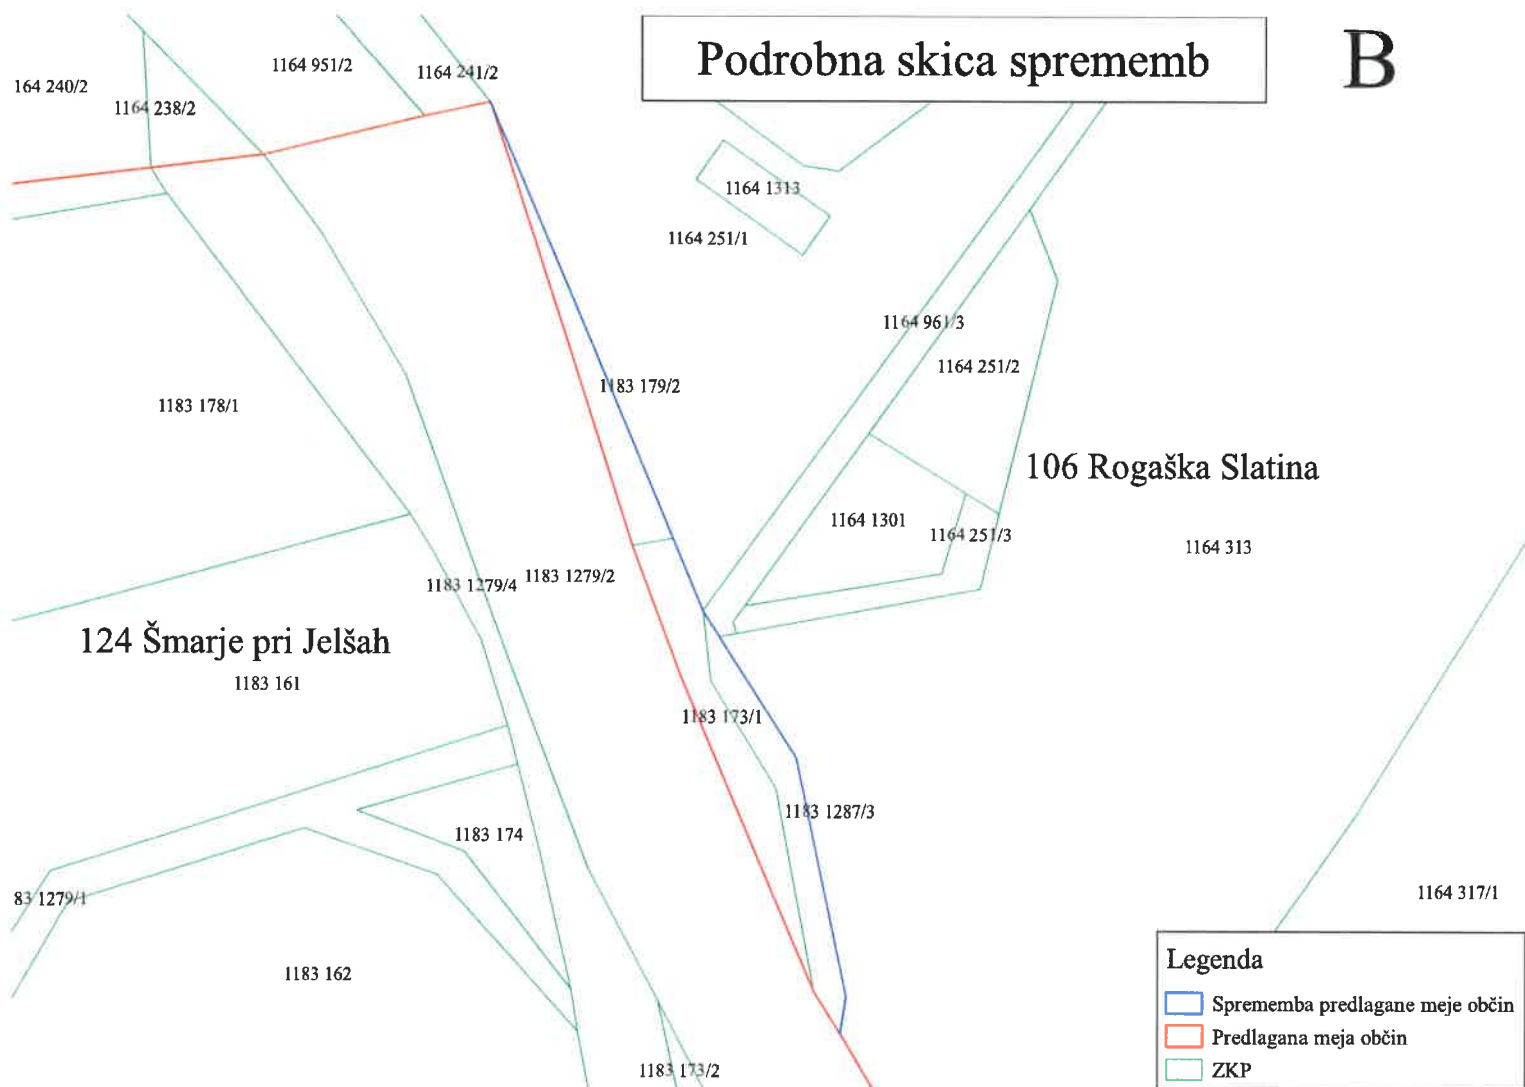 Podrobna skica sprememb
B
164 240/2
1164 238/2
1164 951/2
1164 241/2
1164 1313
1164 251/1
1164 961/3
1164 251/2
1183 179/2
1183 178/1
106 Rogaška Slatina
1164 1301
1164 251/3
1164 313
1183 1279/4
1183 1279/2
124 Šmarje pri Jelšah
1183 161
1183 173/1
1183 1287/3
1183 174
83 1279/1
1164 317/1
1183 162
1183 173/2
Legenda
Sprememba predlagane meje občin
Predlagana meja občin
ZKP